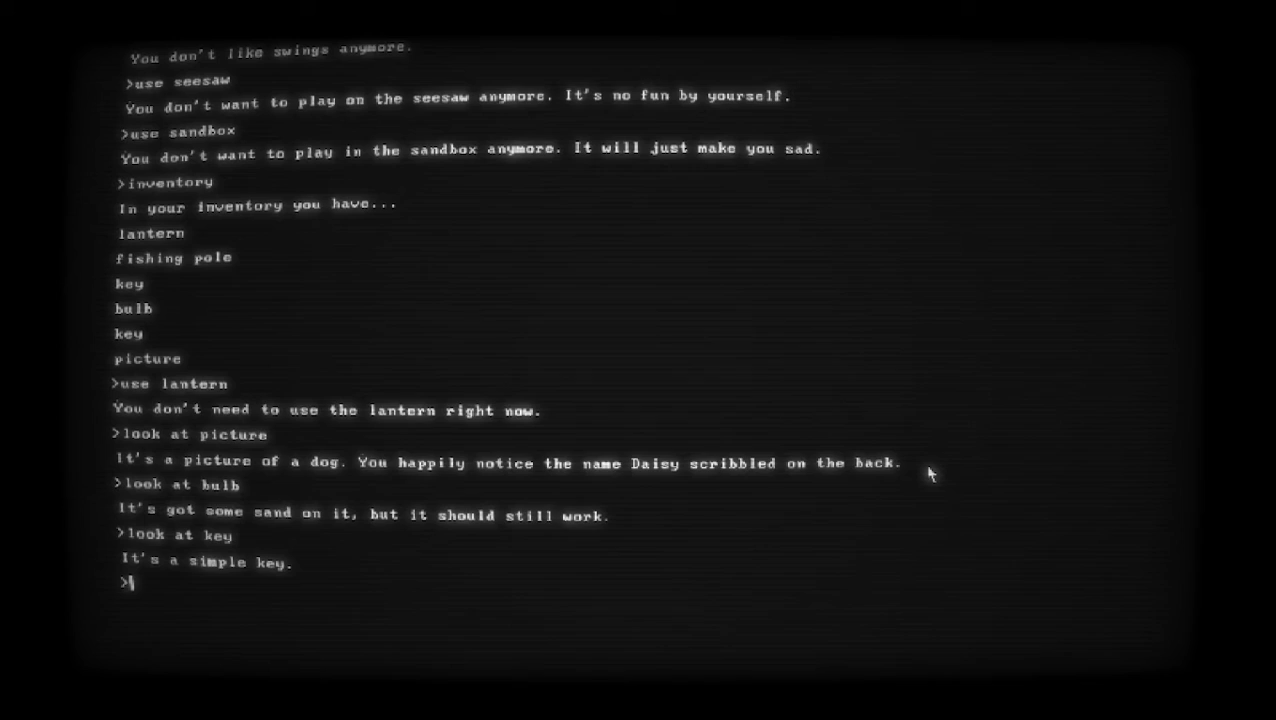 You don't like swings anymore.
>use seesaw
You don't want to play on the seesaw anymore. It's no fun by yourself.
>use sandbox
You don't want to play in the sandbox anymore. It will just make you sad.
>inventory
In your inventory you have...
lantern
fishing pole
key
bulb
key
picture
>use lantern
You don't need to use the lantern right now.
>look at picture
It's a picture of a dog. You happily notice the name Daisy scribbled on the back.
>look at bulb
It's got some sand on it, but it should still work.
>look at key
It's a simple key.
>